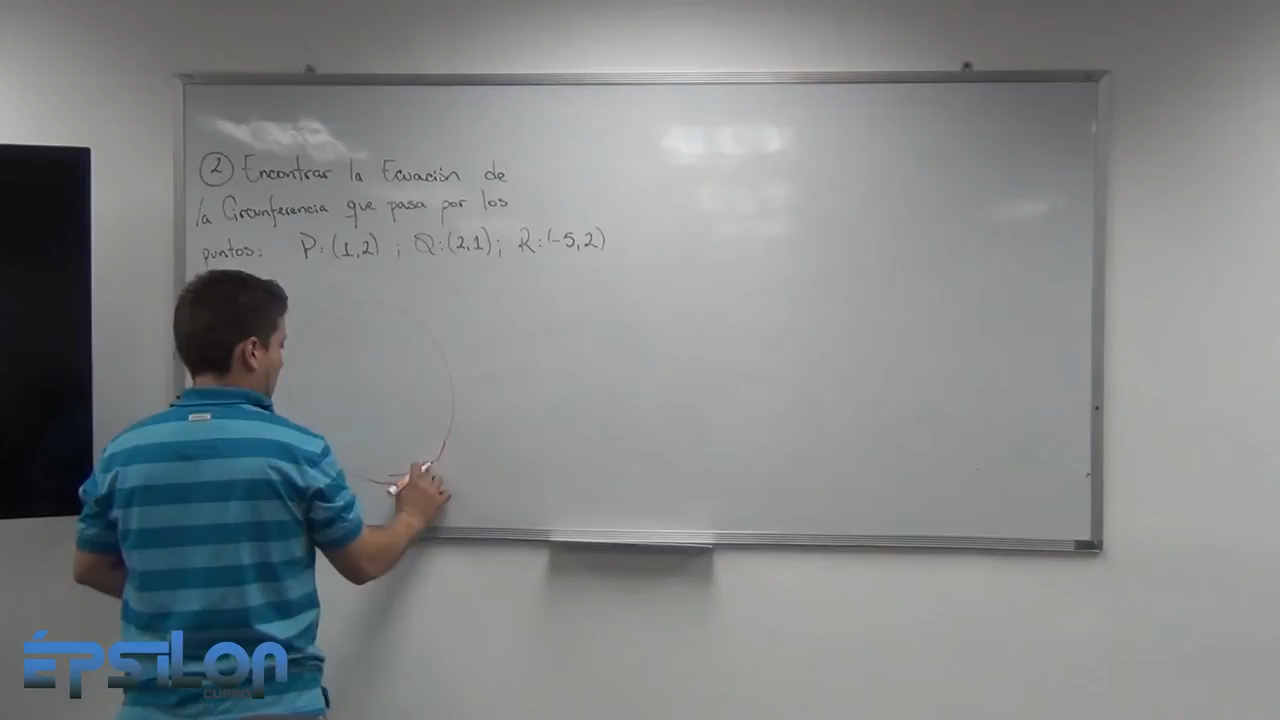 ② Encontrar la Ecuación de
la Circunferencia que pasa por los
puntos: P:(1,2) ; Q:(2,1); R:(-5,2)
ÉPSILON
CURSO